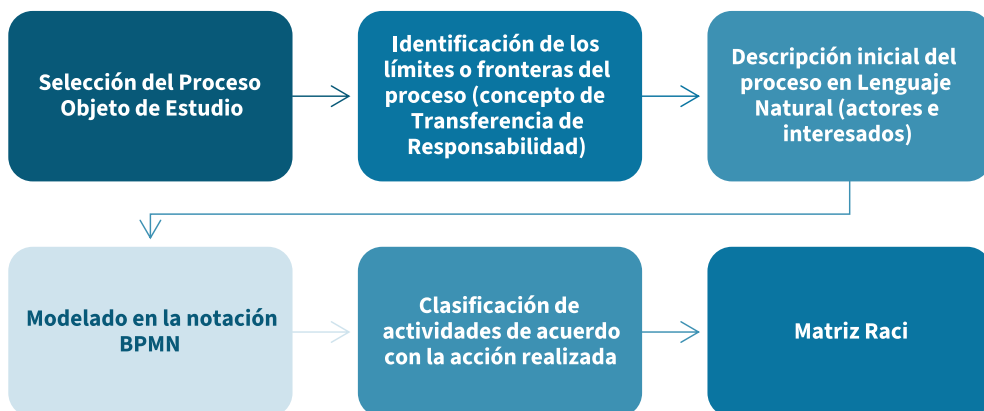 Selección del Proceso
Objeto de Estudio
Identificación de los
límites o fronteras del
proceso (concepto de
Transferencia de
Responsabilidad)
Descripción inicial del
proceso en Lenguaje
Natural (actores e
interesados)
Modelado en la notación
BPMN
Clasificación de
actividades de acuerdo
con la acción realizada
Matriz Raci